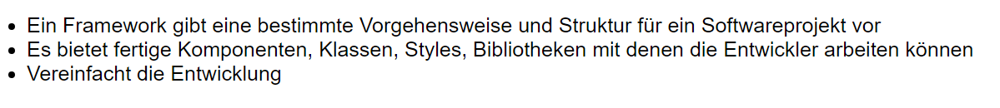 • Ein Framework gibt eine bestimmte Vorgehensweise und Struktur für ein Softwareprojekt vor
• Es bietet fertige Komponenten, Klassen, Styles, Bibliotheken mit denen die Entwickler arbeiten können
• Vereinfacht die Entwicklung